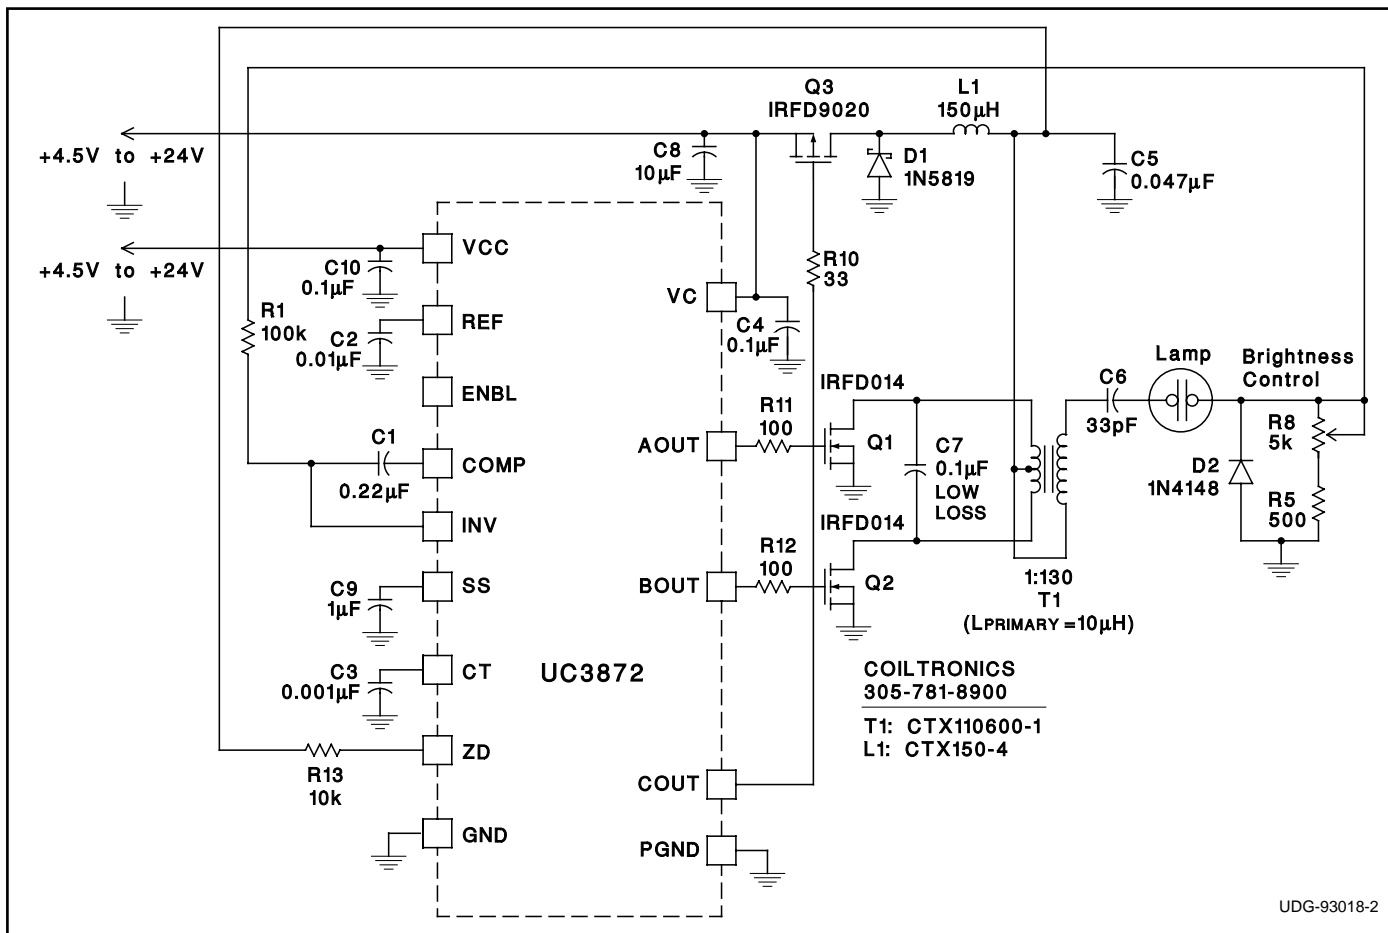 Q3
IRFD9020
L1
150μH
+4.5V to +24V
C8
10μF
D1
1N5819
C5
0.047μF
+4.5V to +24V
C10
0.1μF
VCC
R10
33
VC
R1
100k
C2
0.01μF
REF
C4
0.1μF
ENBL
IRFD014
Lamp
Brightness
Control
C6
33pF
R8
5k
C1
0.22μF
COMP
AOUT
R11
100
Q1
C7
0.1μF
LOW
LOSS
D2
1N4148
R5
500
INV
IRFD014
C9
1μF
SS
BOUT
R12
100
Q2
1:130
T1
(LPRIMARY =10μH)
C3
0.001μF
CT
UC3872
COILTRONICS
305-781-8900
T1: CTX110600-1
L1: CTX150-4
R13
10k
ZD
COUT
GND
PGND
UDG-93018-2